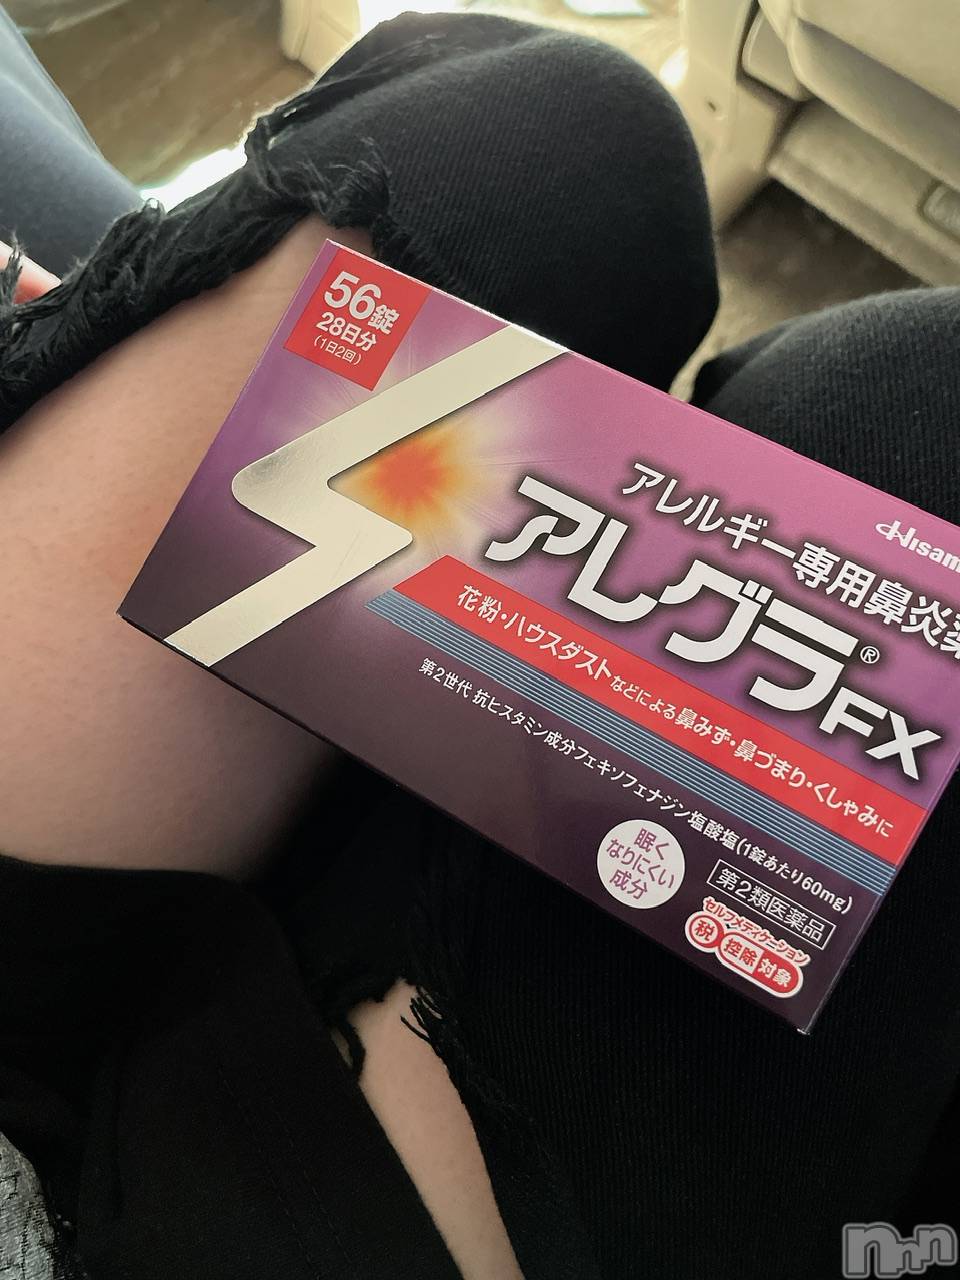 56錠
28日分
(1日2回)
Hisam
アレルギー専用鼻炎薬
アレグラ®FX
花粉・ハウスダストなどによる鼻みず・鼻づまり・くしゃみに
第2世代 抗ヒスタミン成分フェキソフェナジン塩酸塩(1錠あたり60mg)
眠く
なりにくい
成分
第2類医薬品
セルフメディケーション
税 控除 対象
nnn